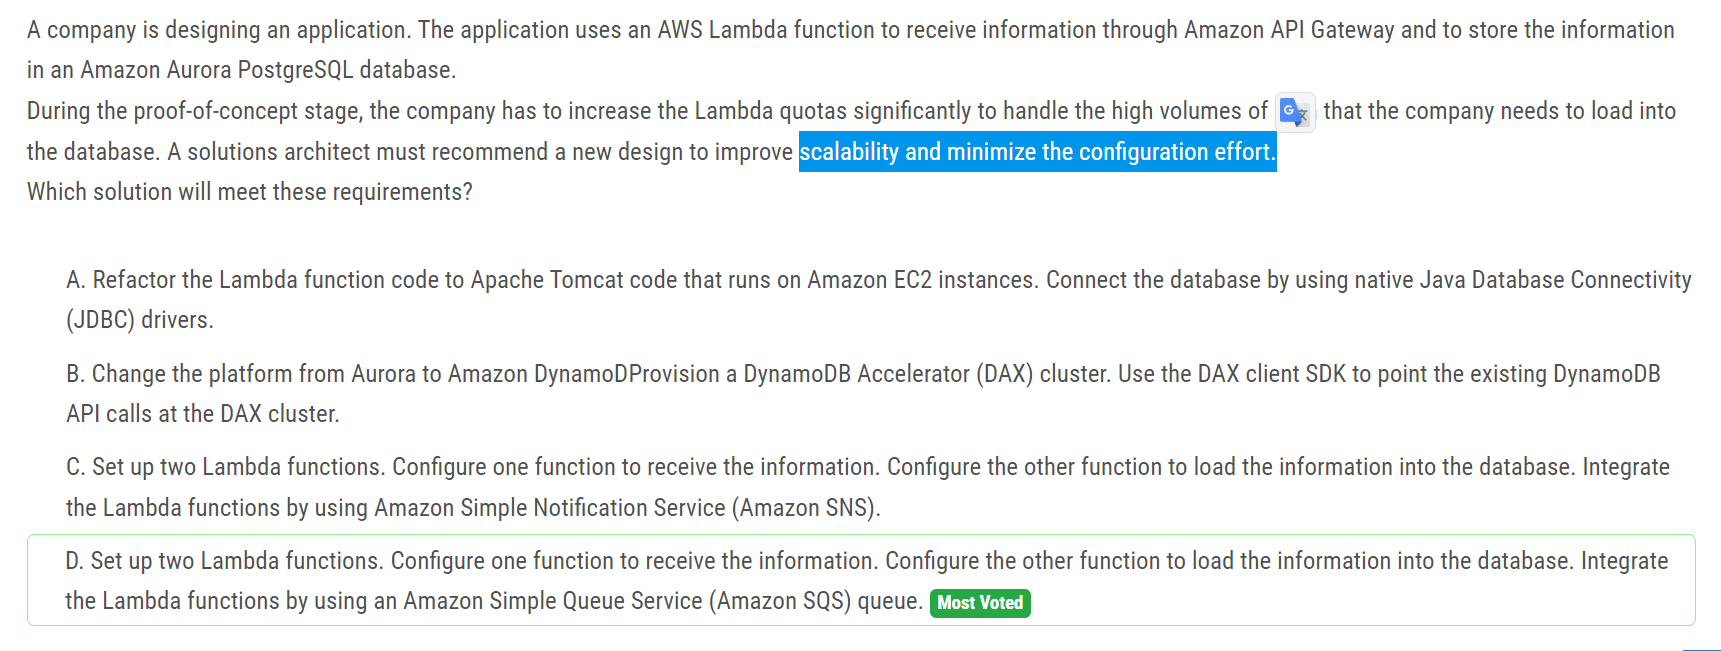 A company is designing an application. The application uses an AWS Lambda function to receive information through Amazon API Gateway and to store the information
in an Amazon Aurora PostgreSQL database.
During the proof-of-concept stage, the company has to increase the Lambda quotas significantly to handle the high volumes of that the company needs to load into
the database. A solutions architect must recommend a new design to improve scalability and minimize the configuration effort.
Which solution will meet these requirements?
A. Refactor the Lambda function code to Apache Tomcat code that runs on Amazon EC2 instances. Connect the database by using native Java Database Connectivity
(JDBC) drivers.
B. Change the platform from Aurora to Amazon DynamoDProvision a DynamoDB Accelerator (DAX) cluster. Use the DAX client SDK to point the existing DynamoDB
API calls at the DAX cluster.
C. Set up two Lambda functions. Configure one function to receive the information. Configure the other function to load the information into the database. Integrate
the Lambda functions by using Amazon Simple Notification Service (Amazon SNS).
D. Set up two Lambda functions. Configure one function to receive the information. Configure the other function to load the information into the database. Integrate
the Lambda functions by using an Amazon Simple Queue Service (Amazon SQS) queue. Most Voted